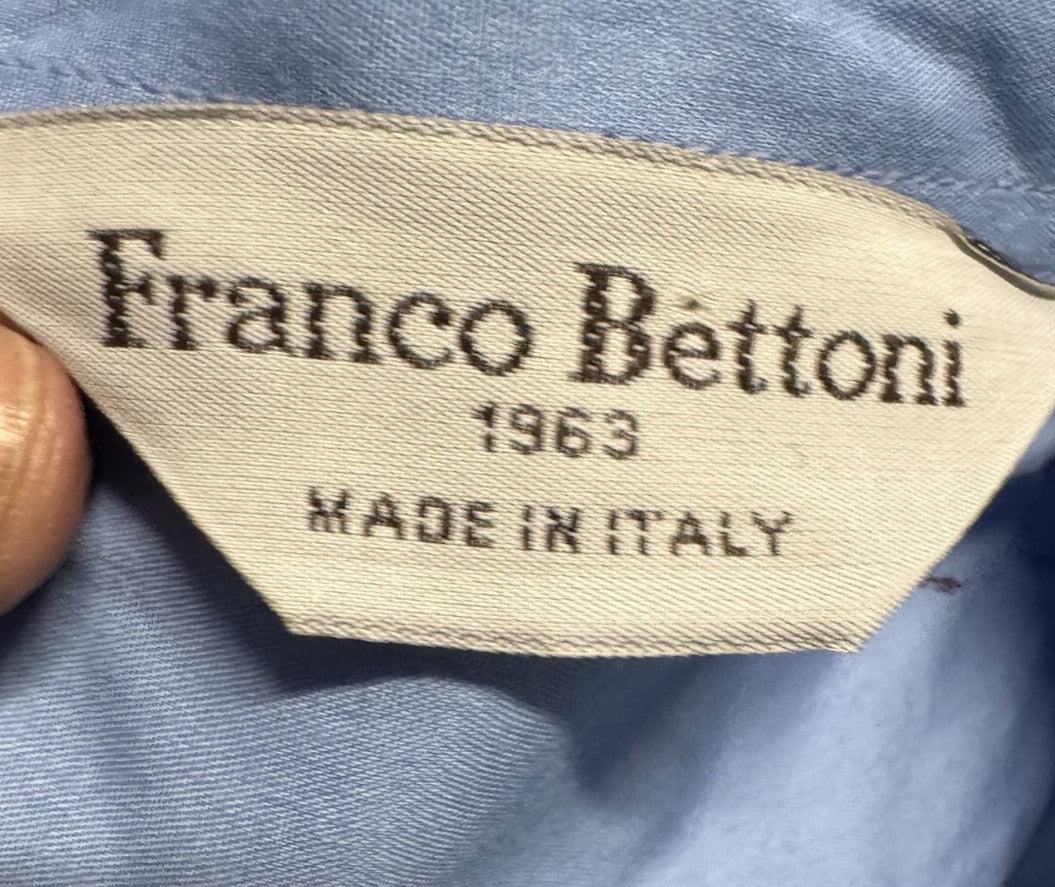 Franco Bettoni
1963
MADE IN ITALY